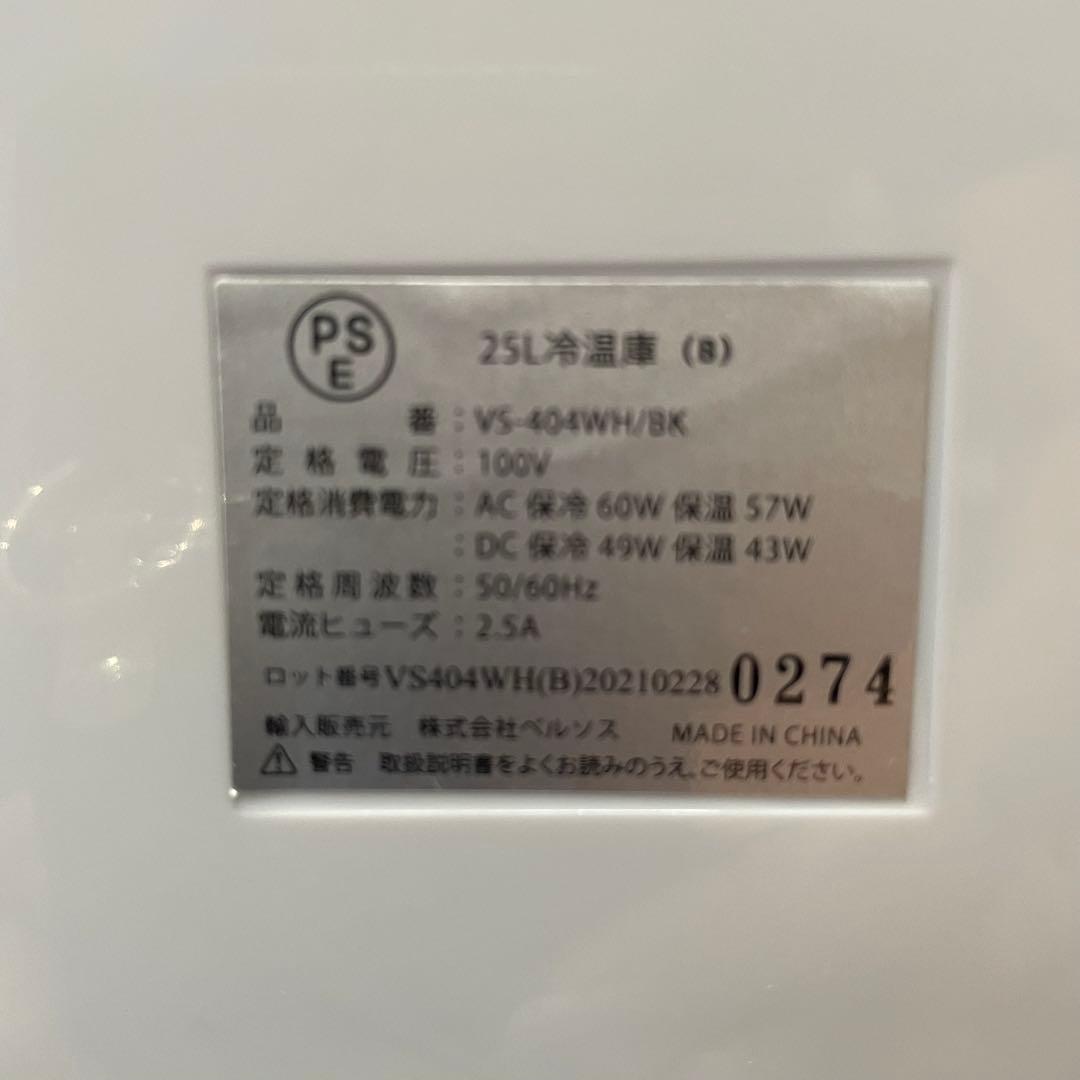 PSE
25L冷温庫（B）
品番：VS-404WH/BK
定格電圧：100V
定格消費電力：AC 保冷 60W 保温 57W
：DC 保冷 49W 保温 43W
定格周波数：50/60Hz
電流ヒューズ：2.5A
ロット番号VS404WH(B)20210228 0274
輸入販売元 株式会社ベルソス MADE IN CHINA
警告 取扱説明書をよくお読みのうえ、ご使用ください。